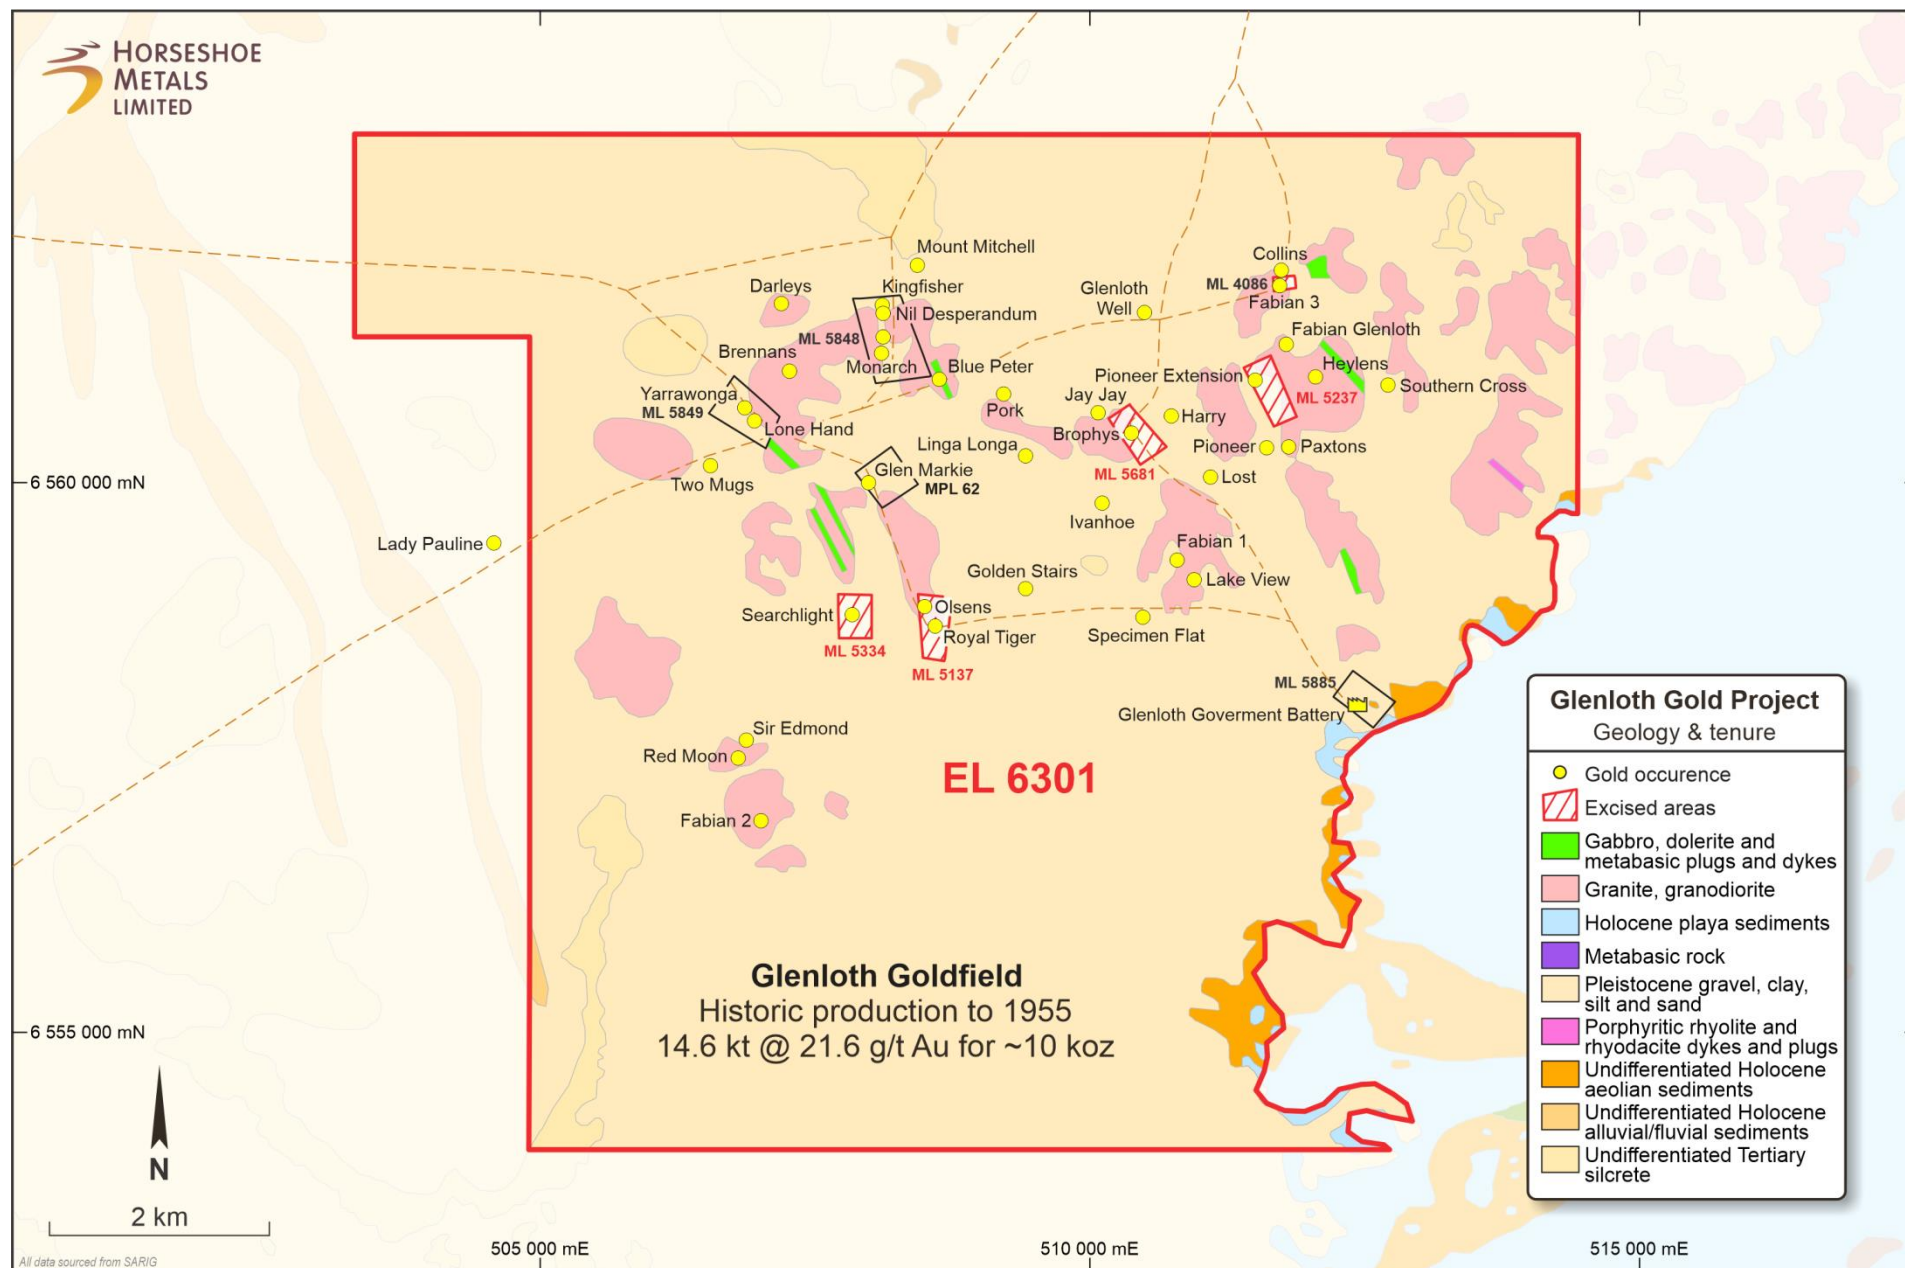 HORSESHOE
METALS
LIMITED
Mount Mitchell
Collins
ML 4086
Fabian 3
Darleys
Kingfisher
Glenloth
Well
Nil Desperandum
ML 5848
Fabian Glenloth
Brennans
Monarch
Blue Peter
Heylens
Pioneer Extension
Southern Cross
Yarrawonga
ML 5849
ML 5237
Pork
Jay Jay
Harry
Lone Hand
Brophys
Linga Longa
Pioneer
Paxtons
Glen Markie
ML 5681
Lost
6 560 000 mN
Two Mugs
MPL 62
Ivanhoe
Lady Pauline
Fabian 1
Golden Stairs
Lake View
Searchlight
Olsens
Royal Tiger
Specimen Flat
ML 5334
ML 5137
ML 5885
Glenloth Goverment Battery
Sir Edmond
Red Moon
EL 6301
Fabian 2
Glenloth Goldfield
Historic production to 1955
14.6 kt @ 21.6 g/t Au for ~10 koz
6 555 000 mN
N
2 km
505 000 mE
510 000 mE
515 000 mE
All data sourced from SARIG
Glenloth Gold Project
Geology & tenure
Gold occurence
Excised areas
Gabbro, dolerite and
metabasic plugs and dykes
Granite, granodiorite
Holocene playa sediments
Metabasic rock
Pleistocene gravel, clay,
silt and sand
Porphyritic rhyolite and
rhyodacite dykes and plugs
Undifferentiated Holocene
aeolian sediments
Undifferentiated Holocene
alluvial/fluvial sediments
Undifferentiated Tertiary
silcrete